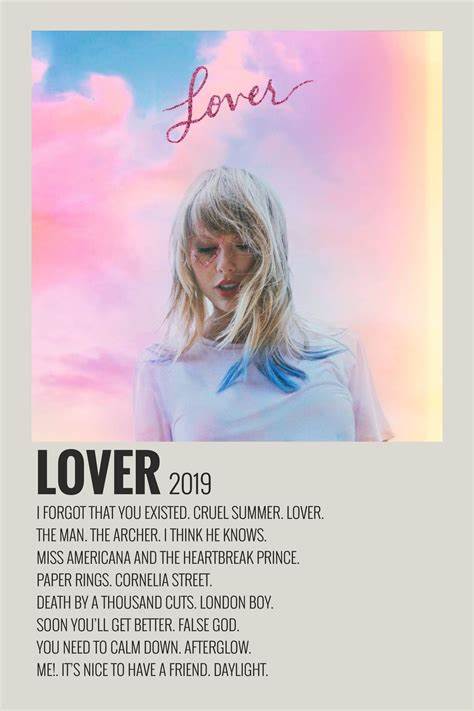 Lover
LOVER 2019
I FORGOT THAT YOU EXISTED. CRUEL SUMMER. LOVER.
THE MAN. THE ARCHER. I THINK HE KNOWS.
MISS AMERICANA AND THE HEARTBREAK PRINCE.
PAPER RINGS. CORNELIA STREET.
DEATH BY A THOUSAND CUTS. LONDON BOY.
SOON YOU'LL GET BETTER. FALSE GOD.
YOU NEED TO CALM DOWN. AFTERGLOW.
ME!. IT'S NICE TO HAVE A FRIEND. DAYLIGHT.